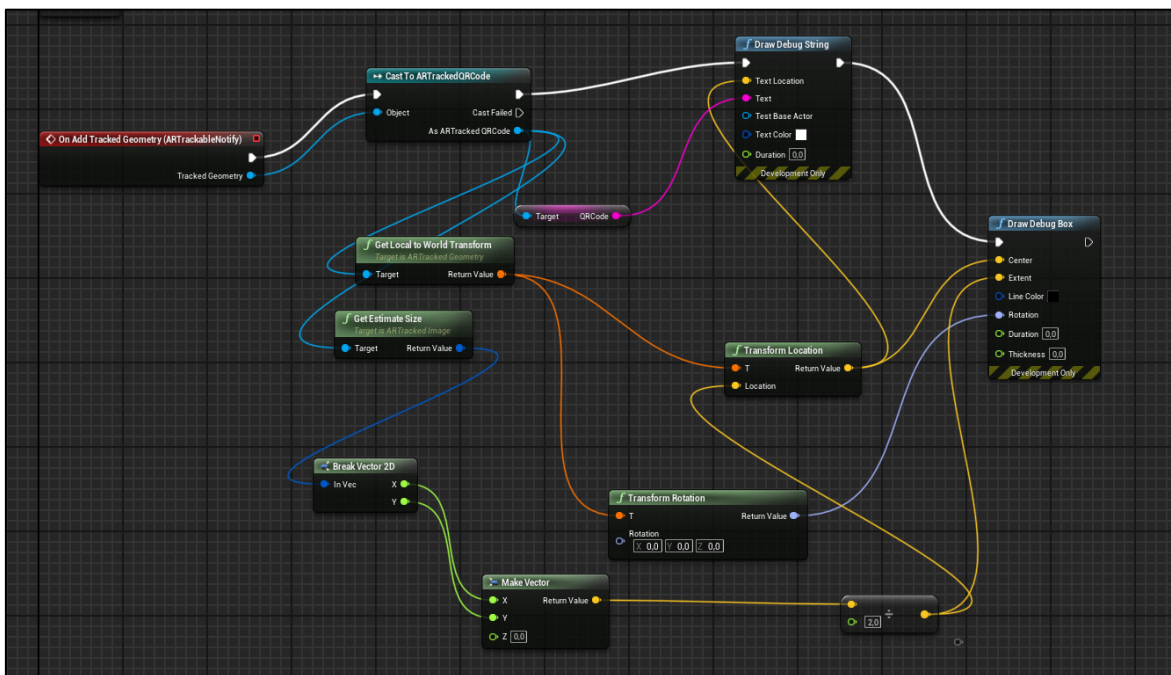 Draw Debug String
Text Location
Text
Test Base Actor
Text Color
Duration 0,0
Development Only
Cast To ARTrackedQRCode
Object
Cast Failed
As ARTracked QRCode
On Add Tracked Geometry (ARTrackableNotify)
Tracked Geometry
Target QRCode
Get Local to World Transform
Target is ARTracked Geometry
Target Return Value
Draw Debug Box
Center
Extent
Line Color
Rotation
Duration 0,0
Thickness 0,0
Development Only
Get Estimate Size
Target is ARTracked Image
Target Return Value
Transform Location
T Return Value
Location
Break Vector 2D
In Vec X
Y
Transform Rotation
T Return Value
Rotation
X 0,0 Y 0,0 Z 0,0
Make Vector
X Return Value
Y
Z 0,0
÷
2,0